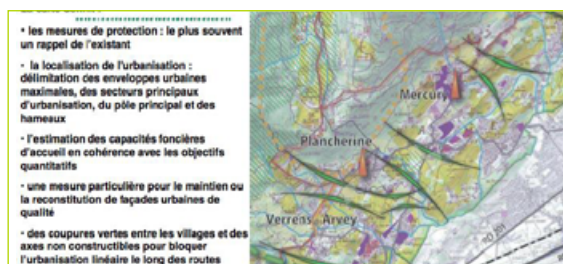 • les mesures de protection : le plus souvent
un rappel de l'existant
- la localisation de l'urbanisation :
délimitation des enveloppes urbaines
maximales, des secteurs principaux
d'urbanisation, du pôle principal et des
hameaux
- l'estimation des capacités foncières
d'accueil en cohérence avec les objectifs
quantitatifs
- une mesure particulière pour le maintien ou
la reconstitution de façades urbaines de
qualité
- des coupures vertes entre les villages et des
axes non constructibles pour bloquer
l'urbanisation linéaire le long des routes
Mercury
Plancherine
Verrens Arvey